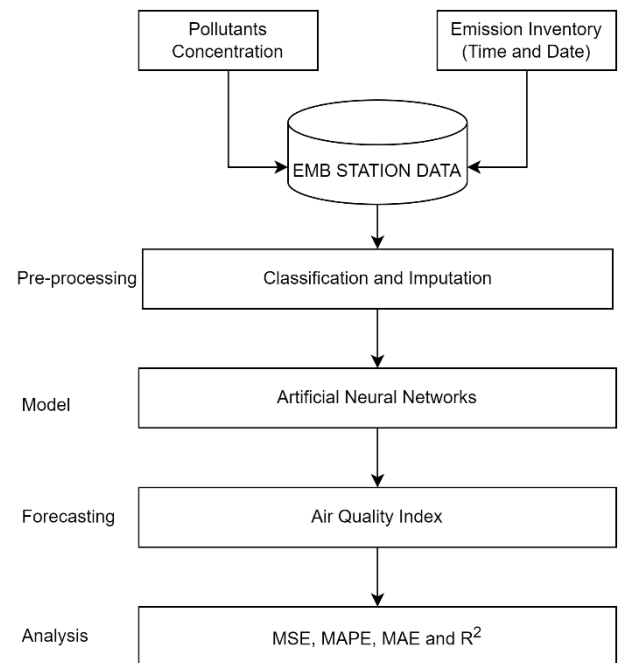 Pollutants
Concentration
Emission Inventory
(Time and Date)
EMB STATION DATA
Pre-processing
Classification and Imputation
Model
Artificial Neural Networks
Forecasting
Air Quality Index
Analysis
MSE, MAPE, MAE and R²